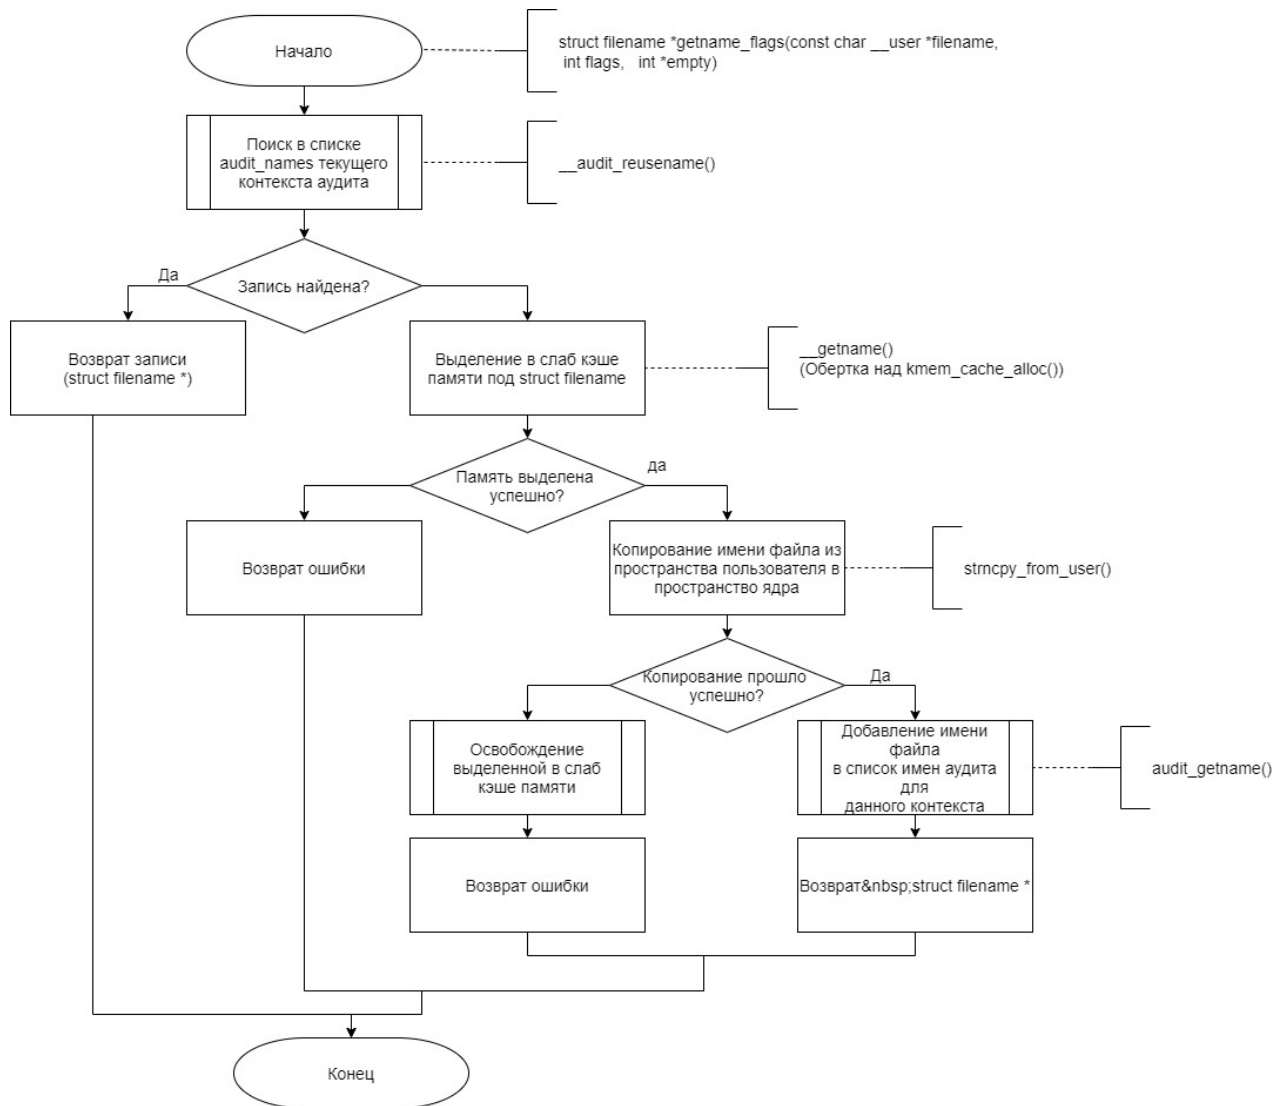 Начало
struct filename *getname_flags(const char __user *filename,
int flags,   int *empty)
Поиск в списке
audit_names текущего
контекста аудита
__audit_reusename()
Да
Запись найдена?
Возврат записи
(struct filename *)
Выделение в слаб кэше
памяти под struct filename
__getname()
(Обертка над kmem_cache_alloc())
Память выделена
успешно?
да
Возврат ошибки
Копирование имени файла из
пространства пользователя в
пространство ядра
strncpy_from_user()
Копирование прошло
успешно?
Да
Освобождение
выделенной в слаб
кэше памяти
Добавление имени
файла
в список имен аудита
для
данного контекста
audit_getname()
Возврат ошибки
Возврат&nbsp;struct filename *
Конец